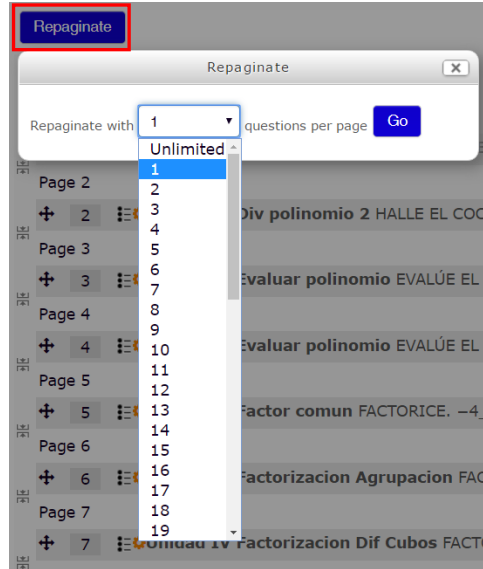 Repaginate
Repaginate
Repaginate with 1 questions per page Go
Unlimited
1
Page 2
2
2 Div polinomio 2 HALLE EL COC
3
Page 3
4
5
3 Evaluar polinomio EVALÚE EL
6
7
Page 4
8
9
4 Evaluar polinomio EVALÚE EL
10
11
Page 5
12
5 Factor comun FACTORICE. −4
13
14
Page 6
15
16
6 Factorizacion Agrupacion FAC
17
Page 7
18
19
7 Unidad IV Factorizacion Dif Cubos FACT